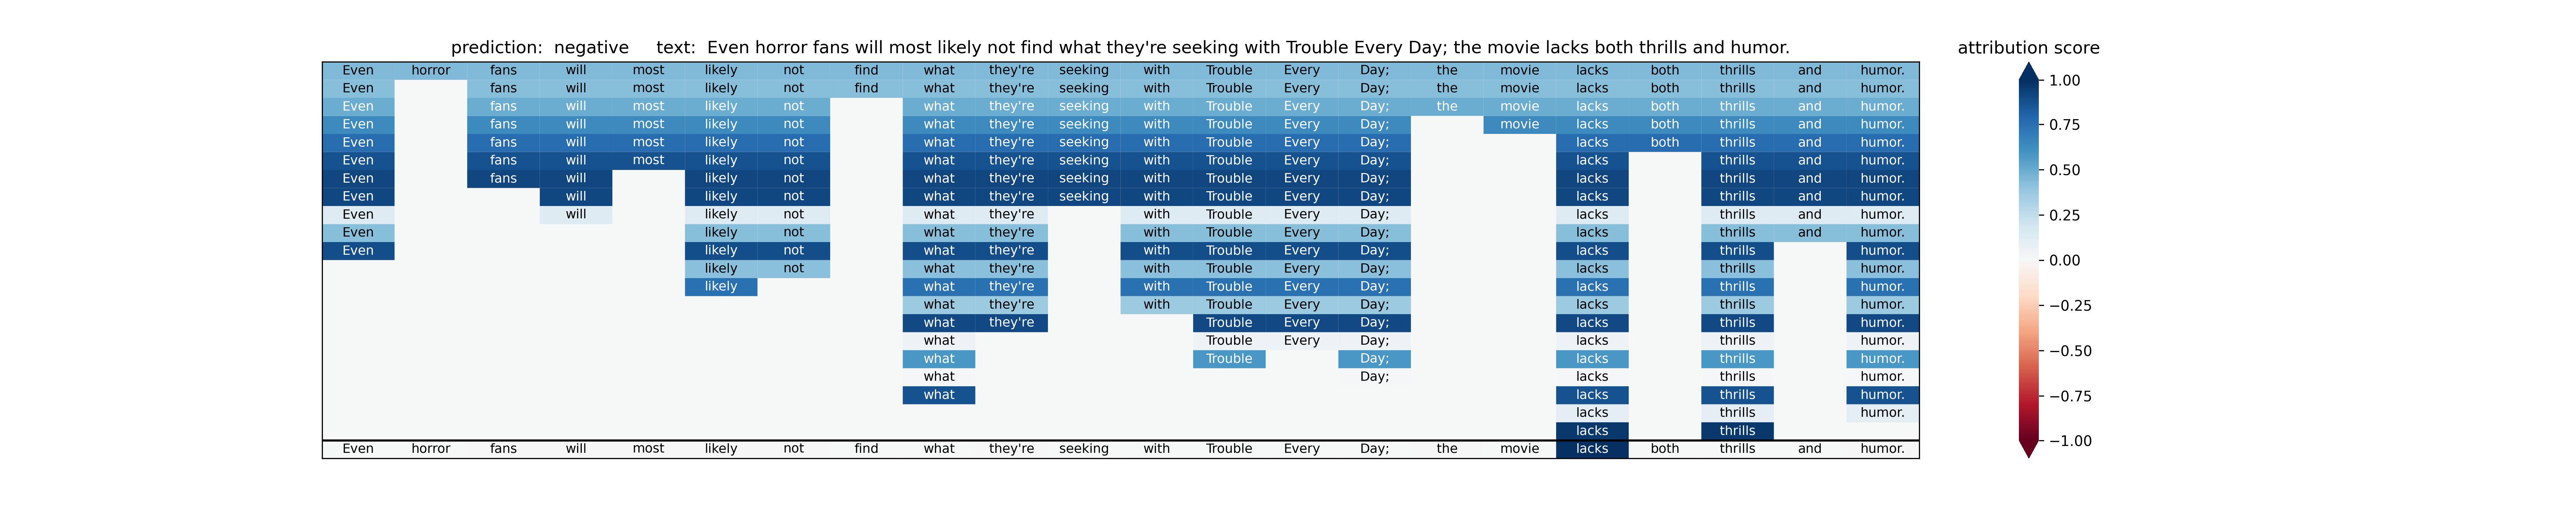 prediction:  negative     text:  Even horror fans will most likely not find what they're seeking with Trouble Every Day; the movie lacks both thrills and humor.
attribution score
Even horror fans will most likely not find what they're seeking with Trouble Every Day; the movie lacks both thrills and humor.
Even fans will most likely not find what they're seeking with Trouble Every Day; the movie lacks both thrills and humor.
Even fans will most likely not what they're seeking with Trouble Every Day; the movie lacks both thrills and humor.
Even fans will most likely not what they're seeking with Trouble Every Day; movie lacks both thrills and humor.
Even fans will most likely not what they're seeking with Trouble Every Day; lacks both thrills and humor.
Even fans will most likely not what they're seeking with Trouble Every Day; lacks thrills and humor.
Even fans will likely not what they're seeking with Trouble Every Day; lacks thrills and humor.
Even will likely not what they're seeking with Trouble Every Day; lacks thrills and humor.
Even will likely not what they're with Trouble Every Day; lacks thrills and humor.
Even likely not what they're with Trouble Every Day; lacks thrills and humor.
Even likely not what they're with Trouble Every Day; lacks thrills humor.
likely not what they're with Trouble Every Day; lacks thrills humor.
likely what they're with Trouble Every Day; lacks thrills humor.
what they're with Trouble Every Day; lacks thrills humor.
what they're Trouble Every Day; lacks thrills humor.
what Trouble Every Day; lacks thrills humor.
what Trouble Day; lacks thrills humor.
what Day; lacks thrills humor.
what lacks thrills humor.
lacks thrills humor.
lacks thrills
Even horror fans will most likely not find what they're seeking with Trouble Every Day; the movie lacks both thrills and humor.
1.00
0.75
0.50
0.25
0.00
−0.25
−0.50
−0.75
−1.00